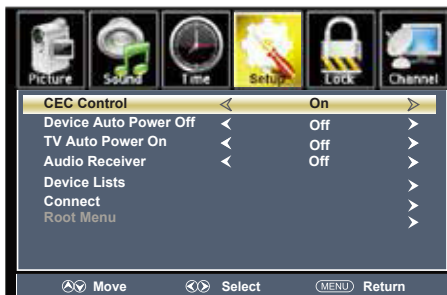 Picture Sound Time Setup Lock Channel
CEC Control On
Device Auto Power Off Off
TV Auto Power On Off
Audio Receiver Off
Device Lists
Connect
Root Menu
Move Select MENU Return